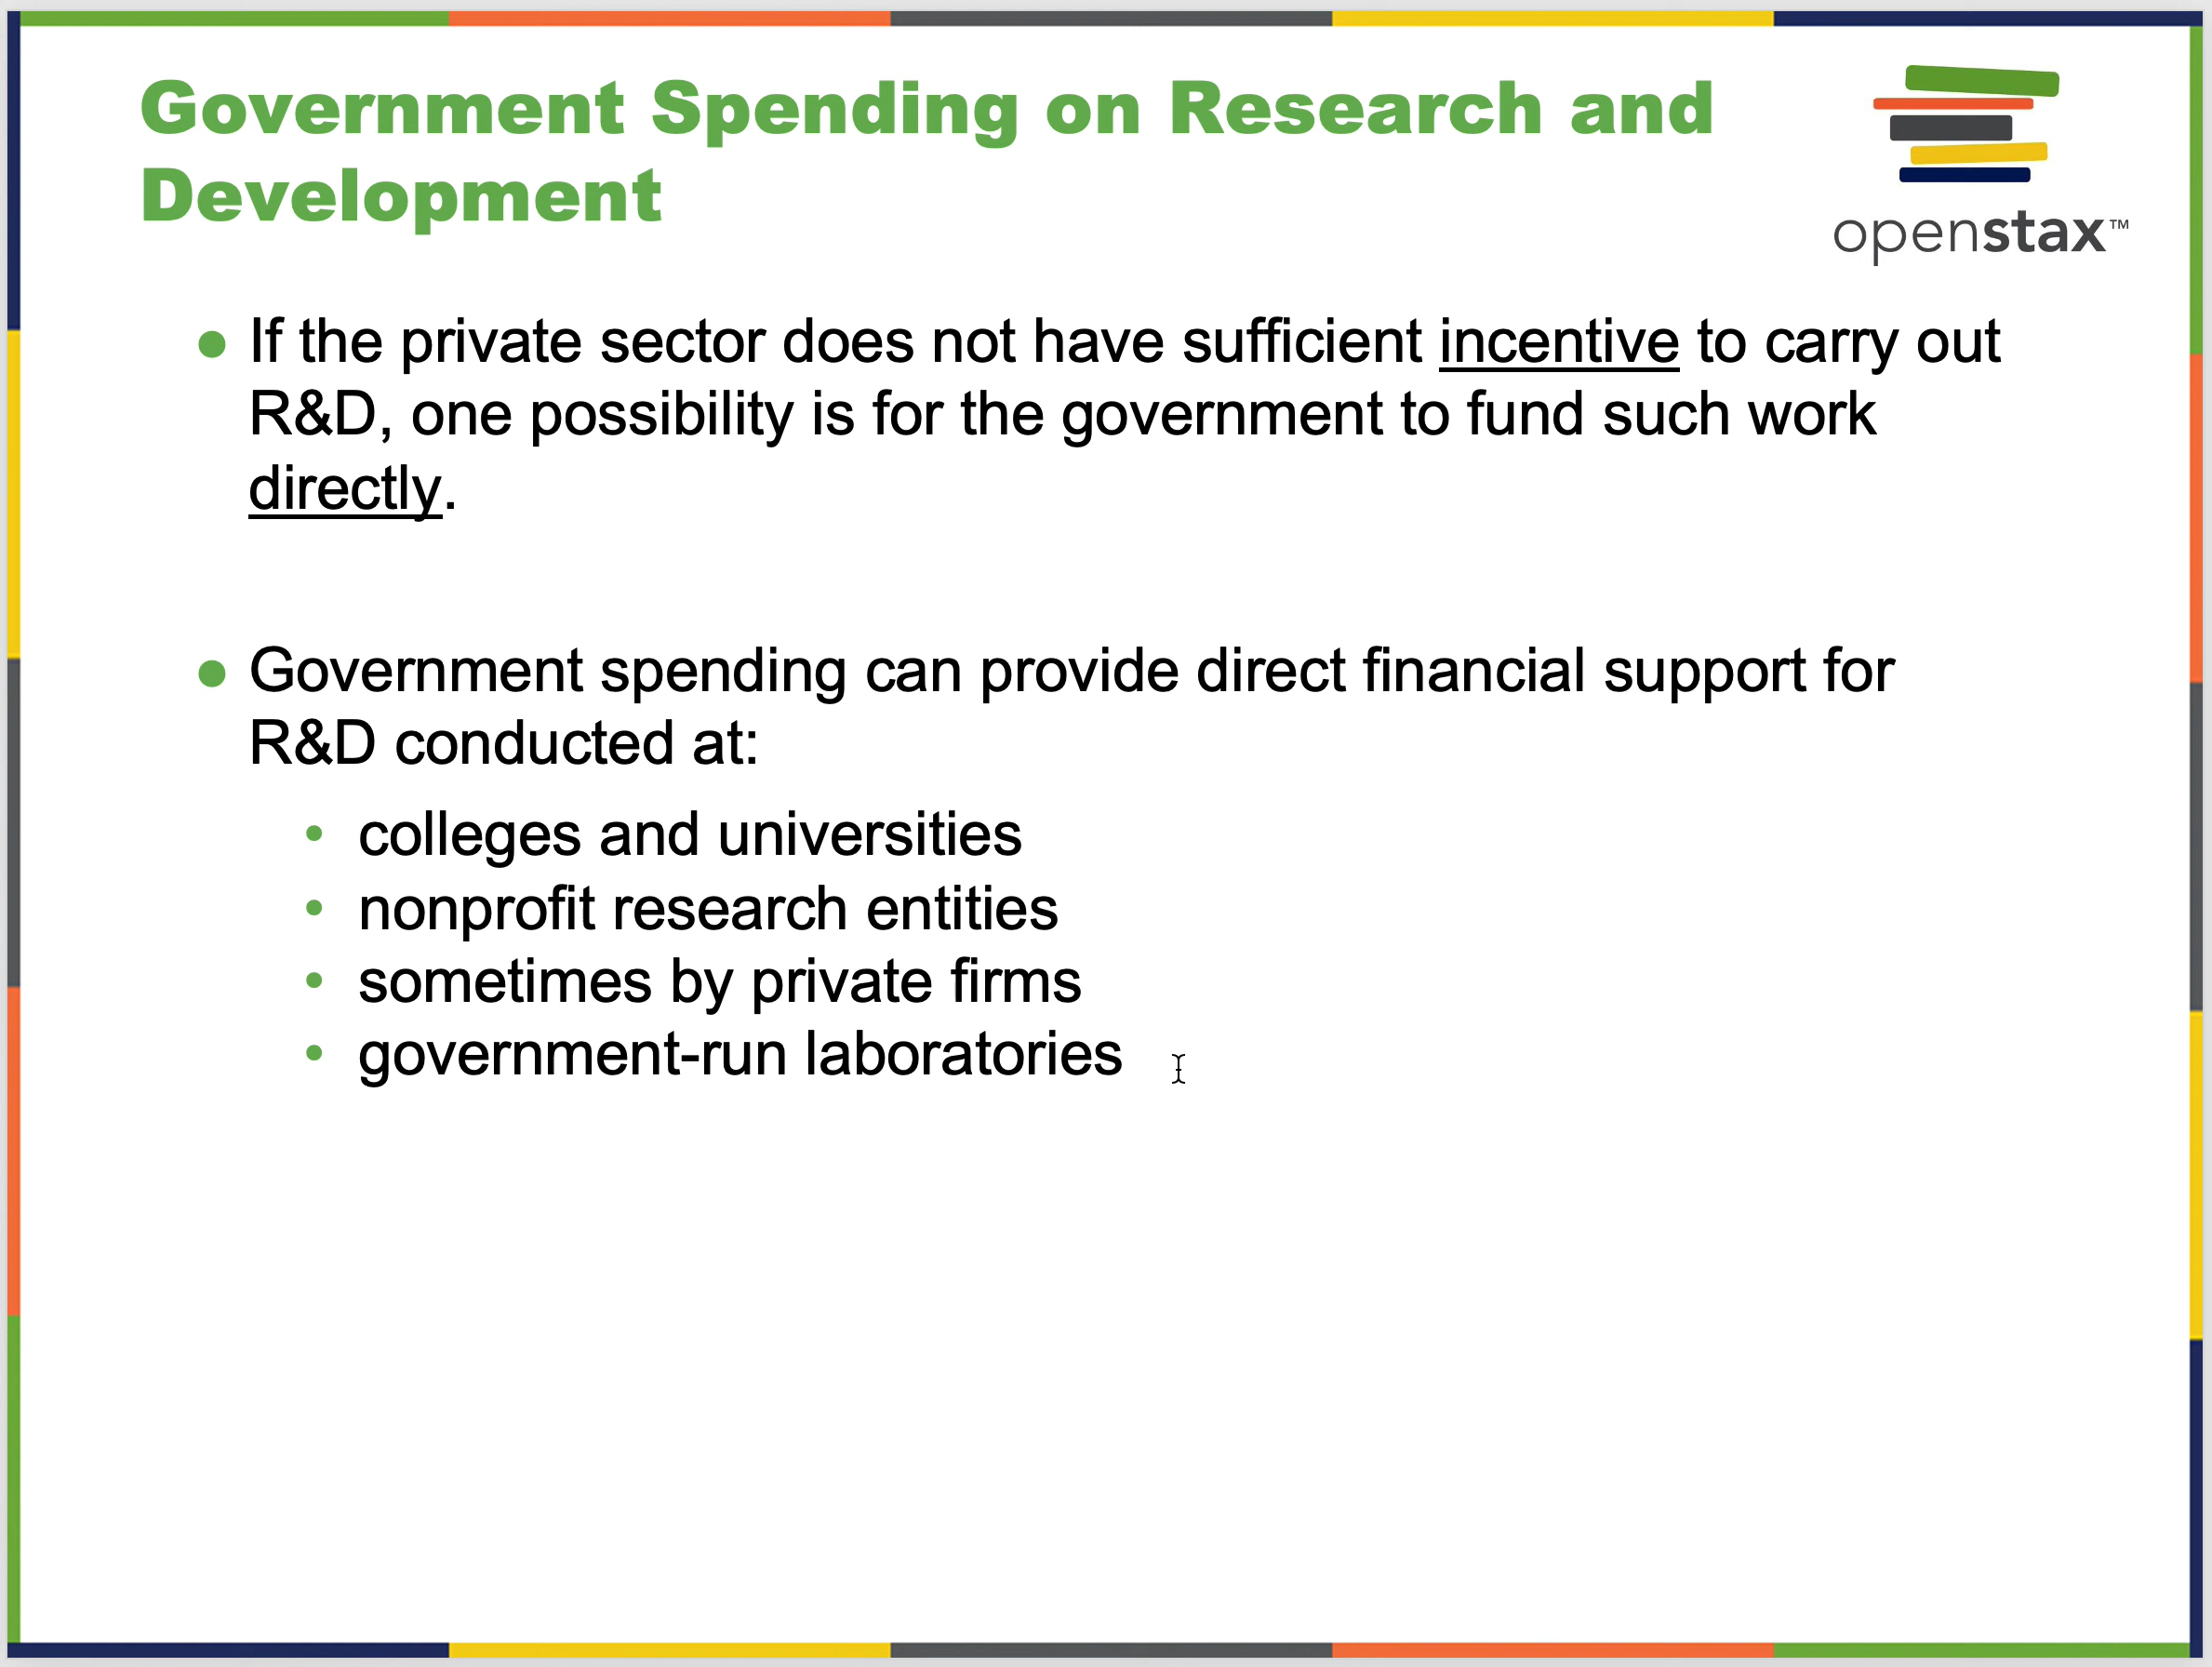 Government Spending on Research and
Development
openstax™
● If the private sector does not have sufficient incentive to carry out
R&D, one possibility is for the government to fund such work
directly.
● Government spending can provide direct financial support for
R&D conducted at:
• colleges and universities
• nonprofit research entities
• sometimes by private firms
• government-run laboratories